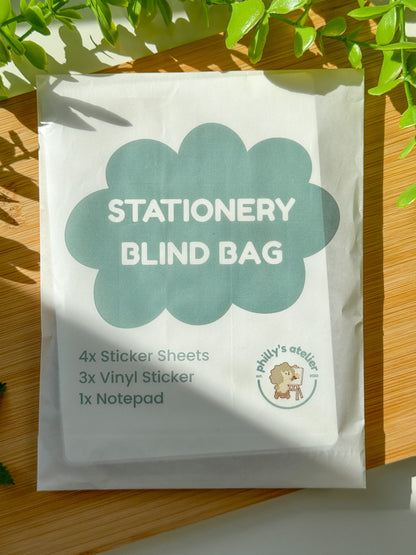 STATIONERY
BLIND BAG
4x Sticker Sheets
3x Vinyl Sticker
1x Notepad
philly's atelier